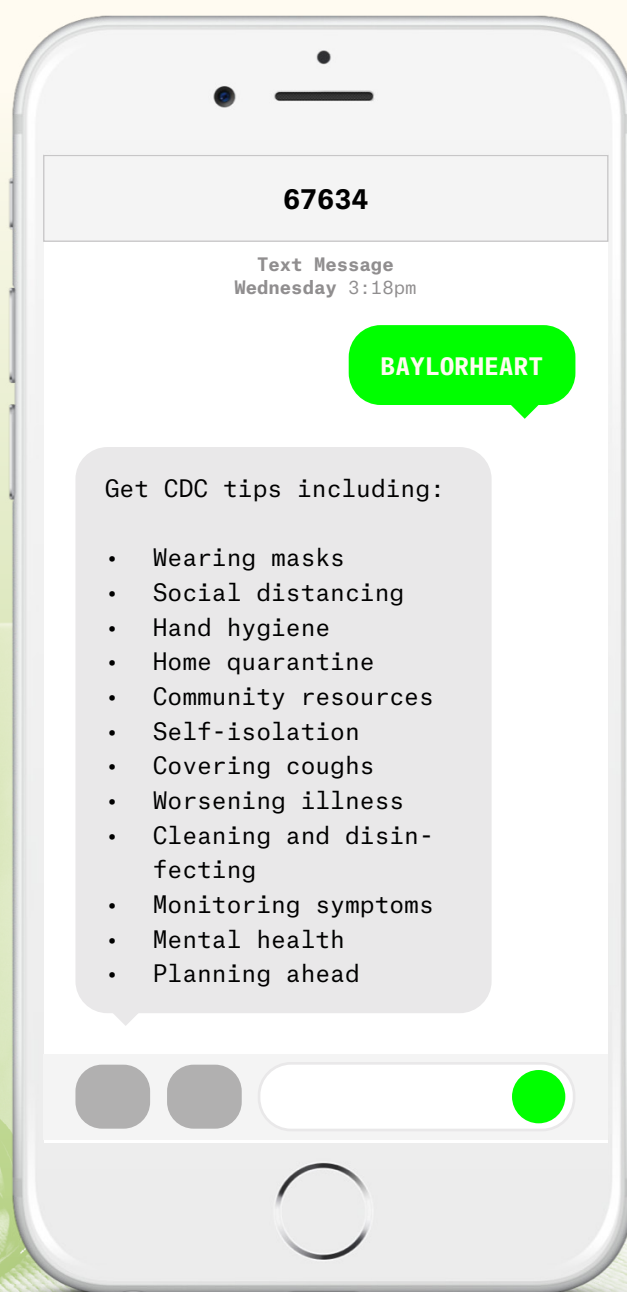 67634
Text Message
Wednesday 3:18pm
BAYLORHEART
Get CDC tips including:
• Wearing masks
• Social distancing
• Hand hygiene
• Home quarantine
• Community resources
• Self-isolation
• Covering coughs
• Worsening illness
• Cleaning and disin-
fecting
• Monitoring symptoms
• Mental health
• Planning ahead